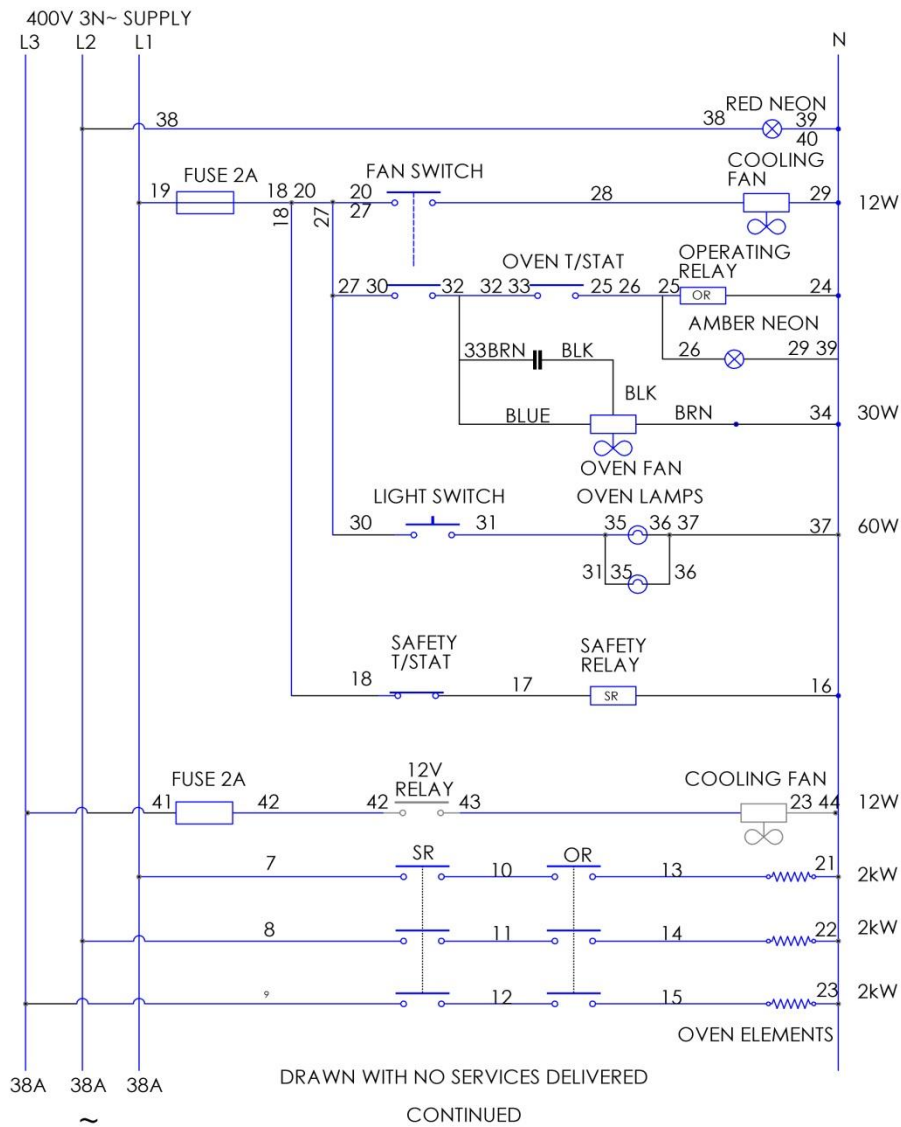 400V 3N~ SUPPLY
L3 L2 L1 N
RED NEON
38 38 39
40
COOLING
FAN
FUSE 2A FAN SWITCH
19 18 20 20 28 29 12W
18 27 27
OVEN T/STAT OPERATING
RELAY
27 30 32 32 33 25 26 25 OR 24
AMBER NEON
33 BRN BLK 26 29 39
BLK
BLUE BRN 34 30W
OVEN FAN
LIGHT SWITCH OVEN LAMPS
30 31 35 36 37 37 60W
31 35 36
SAFETY
T/STAT
SAFETY
RELAY
18 17 SR 16
12V
RELAY
FUSE 2A COOLING FAN
41 42 42 43 23 44 12W
SR OR
7 10 13 21 2kW
8 11 14 22 2kW
9 12 15 23 2kW
OVEN ELEMENTS
38A 38A 38A
DRAWN WITH NO SERVICES DELIVERED
~ CONTINUED